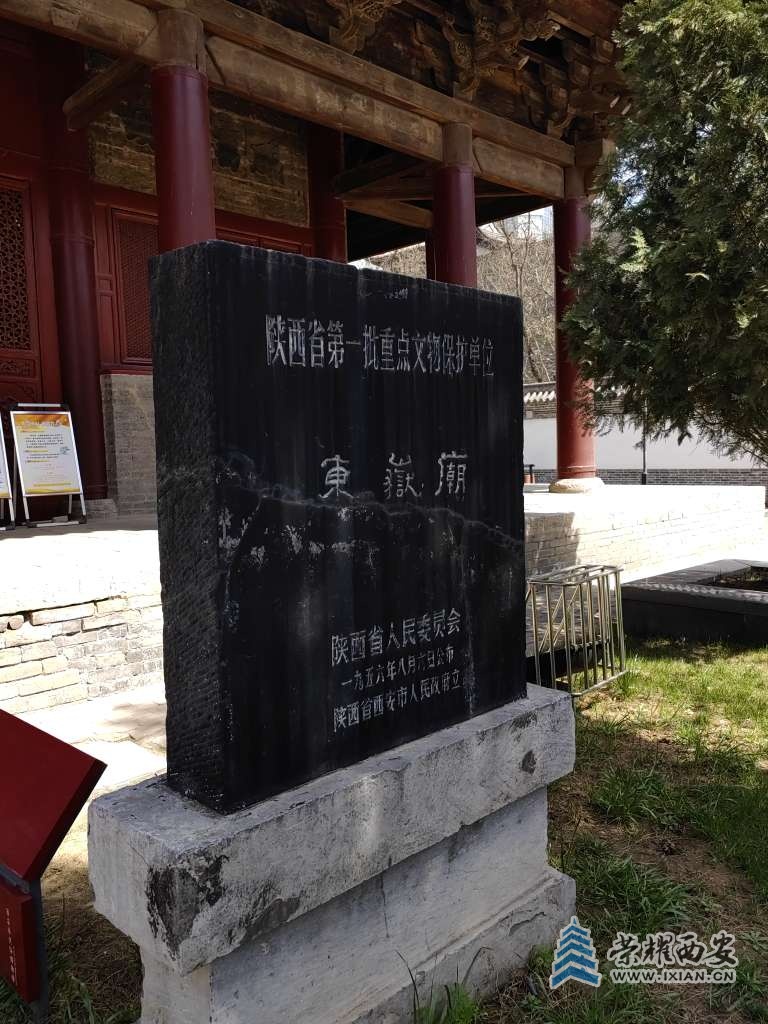 陕西省第一批重点文物保护单位
東嶽廟
陕西省人民委员会
一九五六年八月六日公布
陕西省西安市人民政府立
荣耀西安
WWW.IXIAN.CN